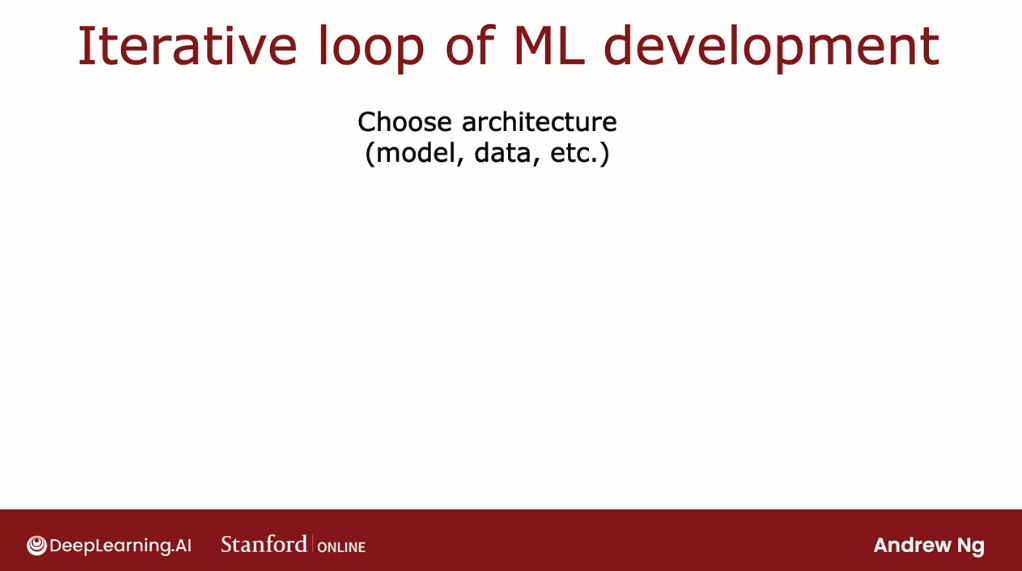 Iterative loop of ML development
Choose architecture
(model, data, etc.)
DeepLearning.AI
Stanford ONLINE
Andrew Ng